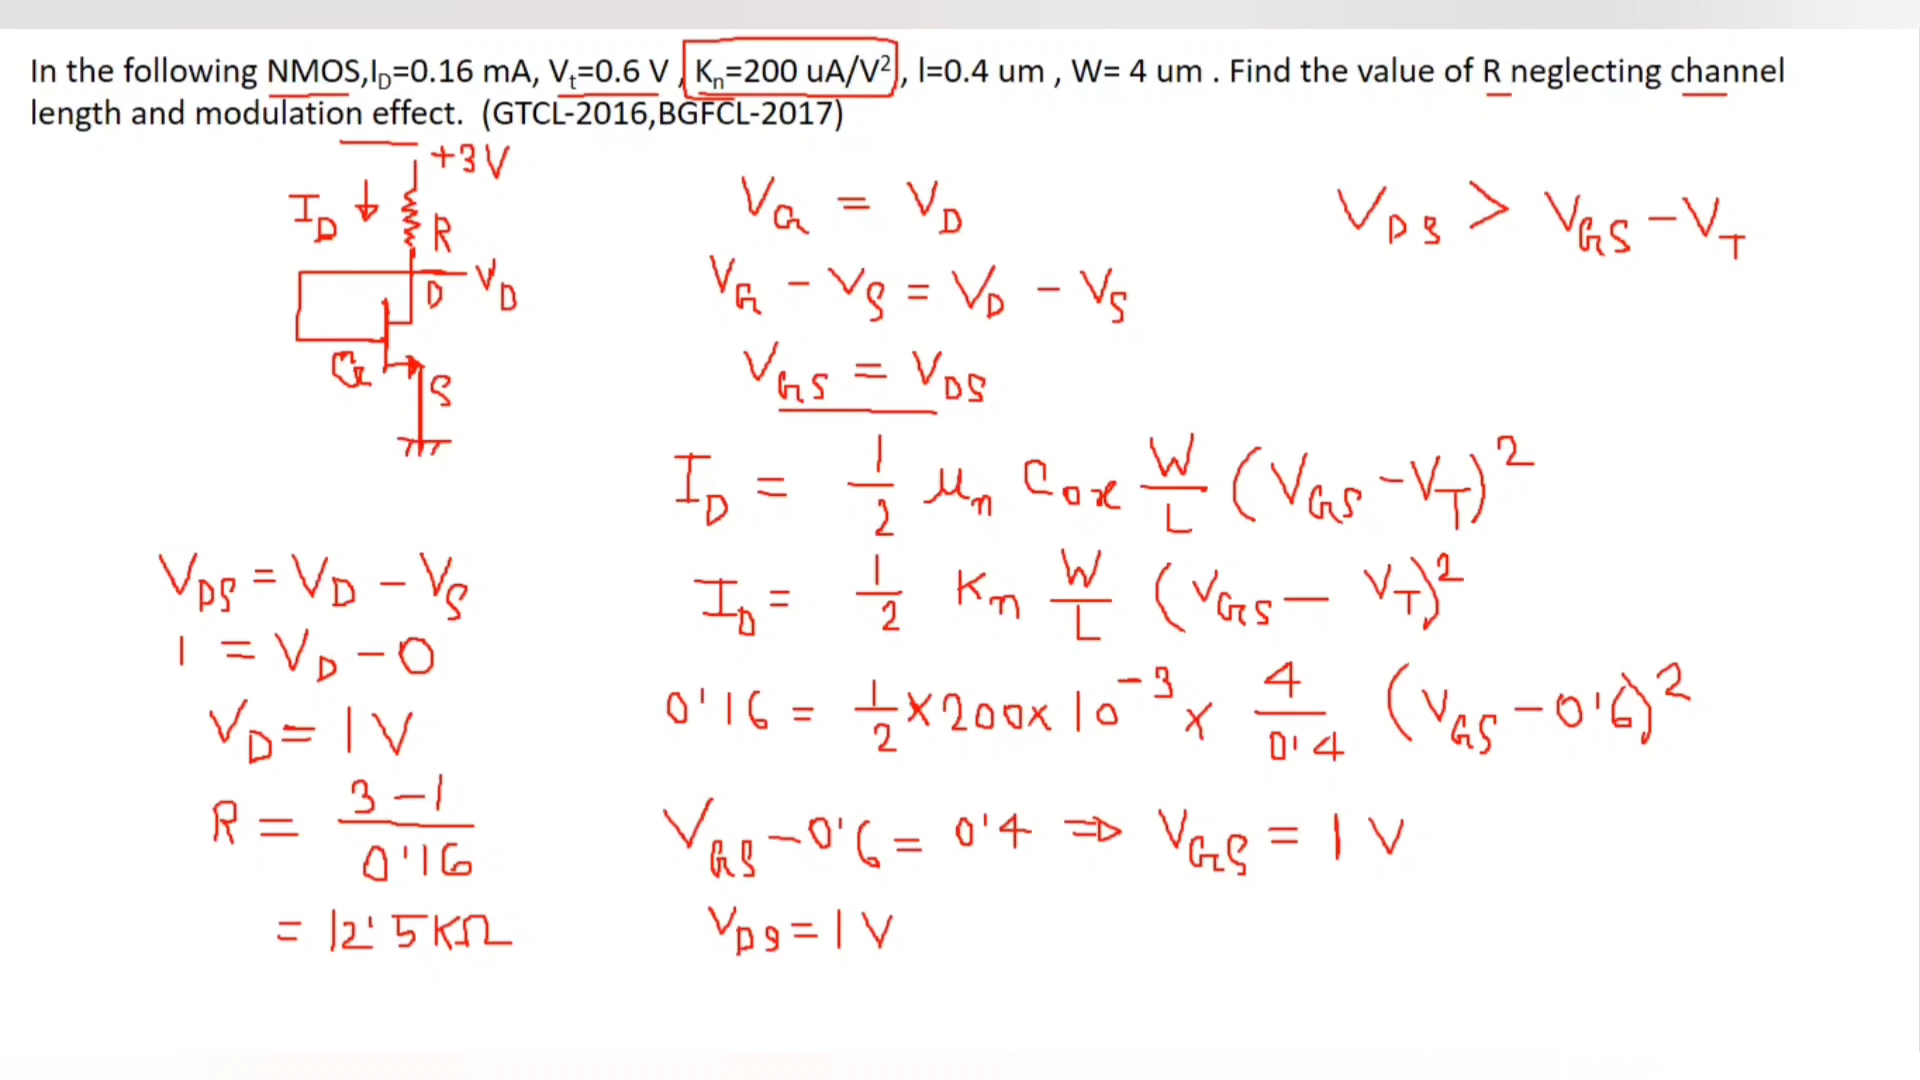 In the following NMOS,I_D=0.16 mA, V_t=0.6 V , K_n=200 uA/V², l=0.4 um , W= 4 um . Find the value of R neglecting channel
length and modulation effect. (GTCL-2016,BGFCL-2017)
+3V
I_D
R
V_D
D
G
S
V_G = V_D
V_G - V_S = V_D - V_S
V_GS = V_DS
V_DS > V_GS - V_T
I_D = 1/2 μ_n C_ox W/L (V_GS - V_T)²
I_D = 1/2 K_n W/L (V_GS - V_T)²
0.16 = 1/2 × 200 × 10⁻³ × 4/0.4 (V_GS - 0.6)²
V_GS - 0.6 = 0.4 ⇒ V_GS = 1 V
V_DS = 1 V
V_DS = V_D - V_S
1 = V_D - 0
V_D = 1 V
R = 3 - 1 / 0.16
= 12.5 KΩ